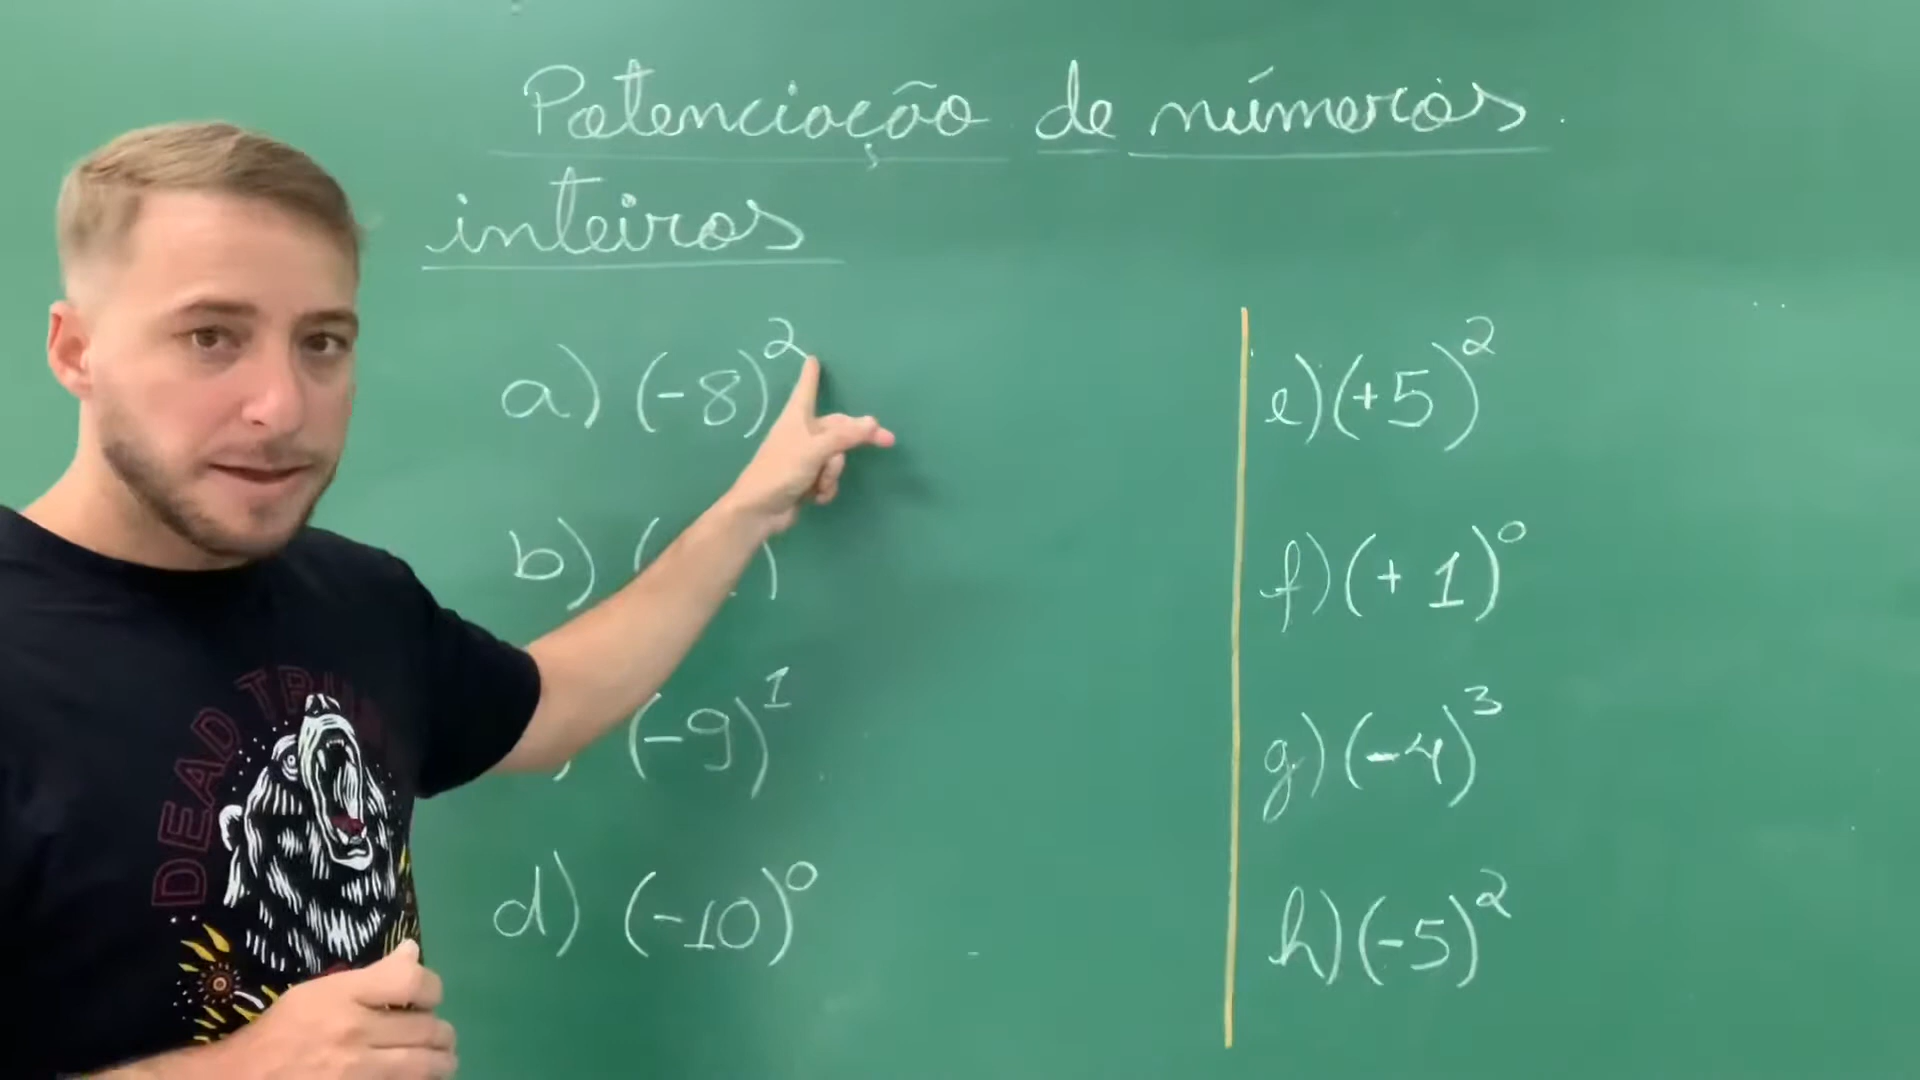 Potenciação de números
inteiros
a) (-8)²
b) ( )
(-9)¹
d) (-10)⁰
e) (+5)²
f) (+ 1)⁰
g) (-4)³
h) (-5)²
DEAD